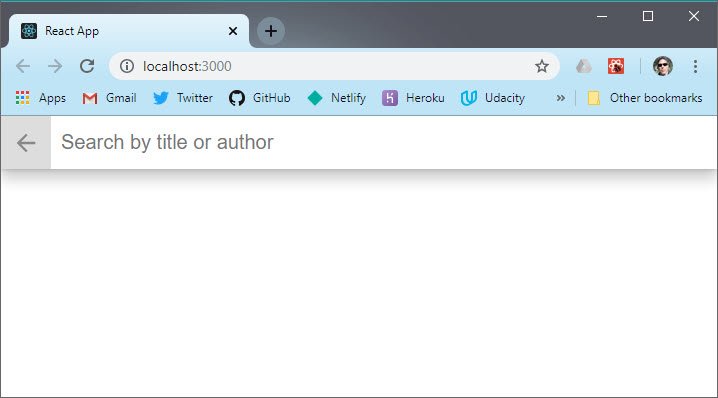 React App
localhost:3000
Apps Gmail Twitter GitHub Netlify Heroku Udacity » Other bookmarks
Search by title or author